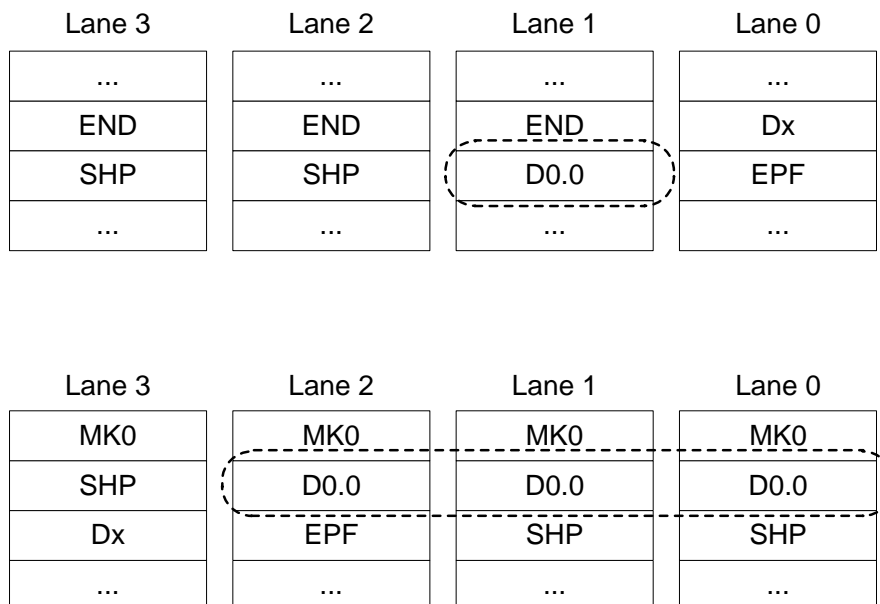 Lane 3 Lane 2 Lane 1 Lane 0
... ... ... ...
END END END Dx
SHP SHP D0.0 EPF
... ... ... ...
Lane 3 Lane 2 Lane 1 Lane 0
MK0 MK0 MK0 MK0
SHP D0.0 D0.0 D0.0
Dx EPF SHP SHP
... ... ... ...